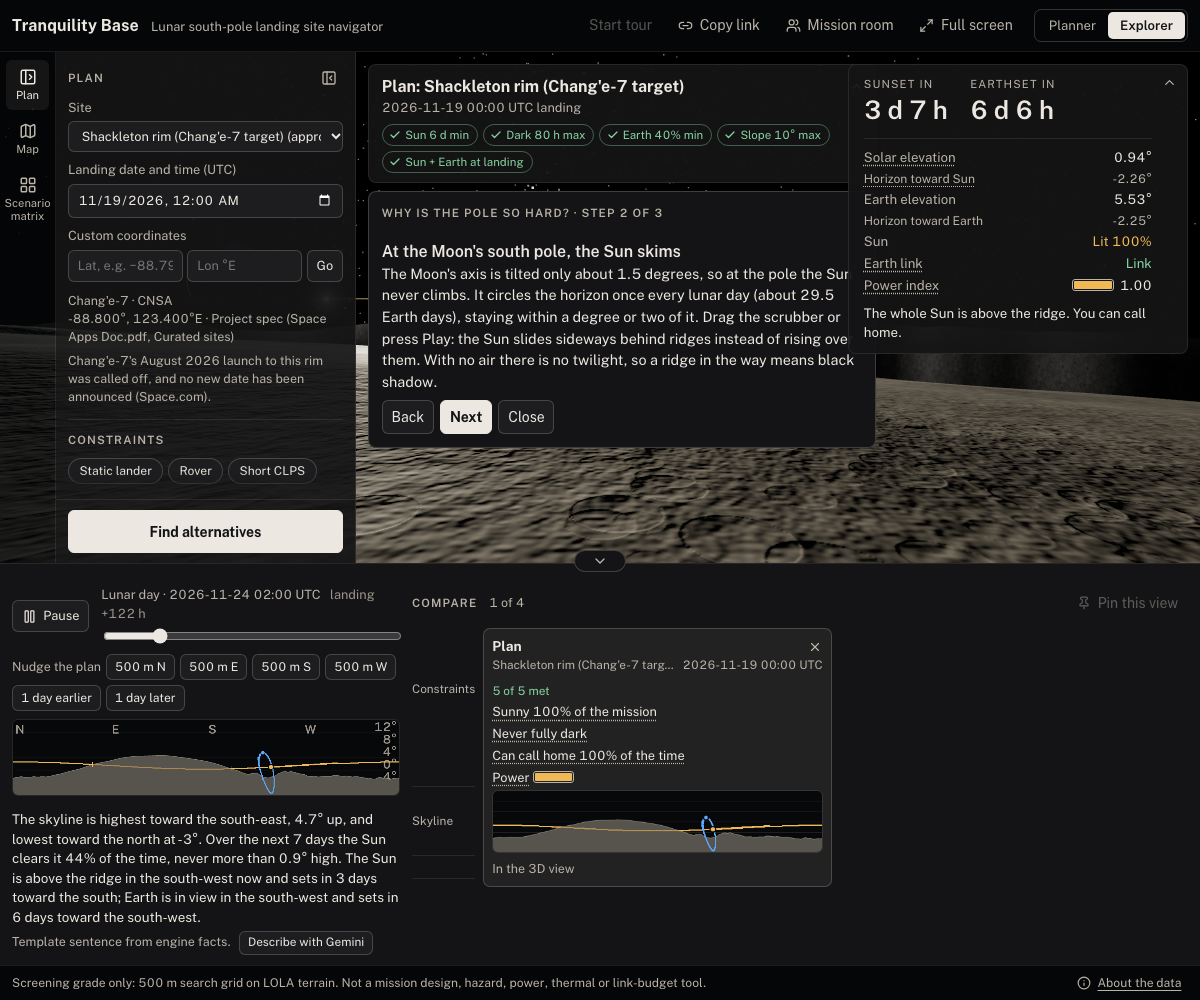 Tranquility Base
Lunar south-pole landing site navigator
Start tour
Copy link
Mission room
Full screen
Planner
Explorer
Plan
Map
Scenario
matrix
PLAN
Site
Shackleton rim (Chang'e-7 target) (appro
Landing date and time (UTC)
11/19/2026, 12:00 AM
Custom coordinates
Lat, e.g. -88.79
Lon °E
Go
Chang'e-7 · CNSA
-88.800°, 123.400°E · Project spec (Space
Apps Doc.pdf, Curated sites)
Chang'e-7's August 2026 launch to this rim
was called off, and no new date has been
announced (Space.com).
CONSTRAINTS
Static lander
Rover
Short CLPS
Find alternatives
Plan: Shackleton rim (Chang'e-7 target)
2026-11-19 00:00 UTC landing
Sun 6 d min
Dark 80 h max
Earth 40% min
Slope 10° max
Sun + Earth at landing
WHY IS THE POLE SO HARD? · STEP 2 OF 3
At the Moon's south pole, the Sun skims
The Moon's axis is tilted only about 1.5 degrees, so at the pole the Sun
never climbs. It circles the horizon once every lunar day (about 29.5
Earth days), staying within a degree or two of it. Drag the scrubber or
press Play: the Sun slides sideways behind ridges instead of rising ove
them. With no air there is no twilight, so a ridge in the way means black
shadow.
Back
Next
Close
SUNSET IN
EARTHSET IN
3 d 7 h
6 d 6 h
Solar elevation 0.94°
Horizon toward Sun -2.26°
Earth elevation 5.53°
Horizon toward Earth -2.25°
Sun Lit 100%
Earth link Link
Power index 1.00
The whole Sun is above the ridge. You can call
home.
Pause
Lunar day · 2026-11-24 02:00 UTC landing
+122 h
Nudge the plan
500 m N
500 m E
500 m S
500 m W
1 day earlier
1 day later
N E S W
12°
8°
4°
0°
-4°
The skyline is highest toward the south-east, 4.7° up, and
lowest toward the north at -3°. Over the next 7 days the Sun
clears it 44% of the time, never more than 0.9° high. The Sun
is above the ridge in the south-west now and sets in 3 days
toward the south; Earth is in view in the south-west and sets in
6 days toward the south-west.
Template sentence from engine facts.
Describe with Gemini
COMPARE 1 of 4
Pin this view
Constraints
Skyline
Plan
Shackleton rim (Chang'e-7 targ... 2026-11-19 00:00 UTC
5 of 5 met
Sunny 100% of the mission
Never fully dark
Can call home 100% of the time
Power
In the 3D view
Screening grade only: 500 m search grid on LOLA terrain. Not a mission design, hazard, power, thermal or link-budget tool.
About the data